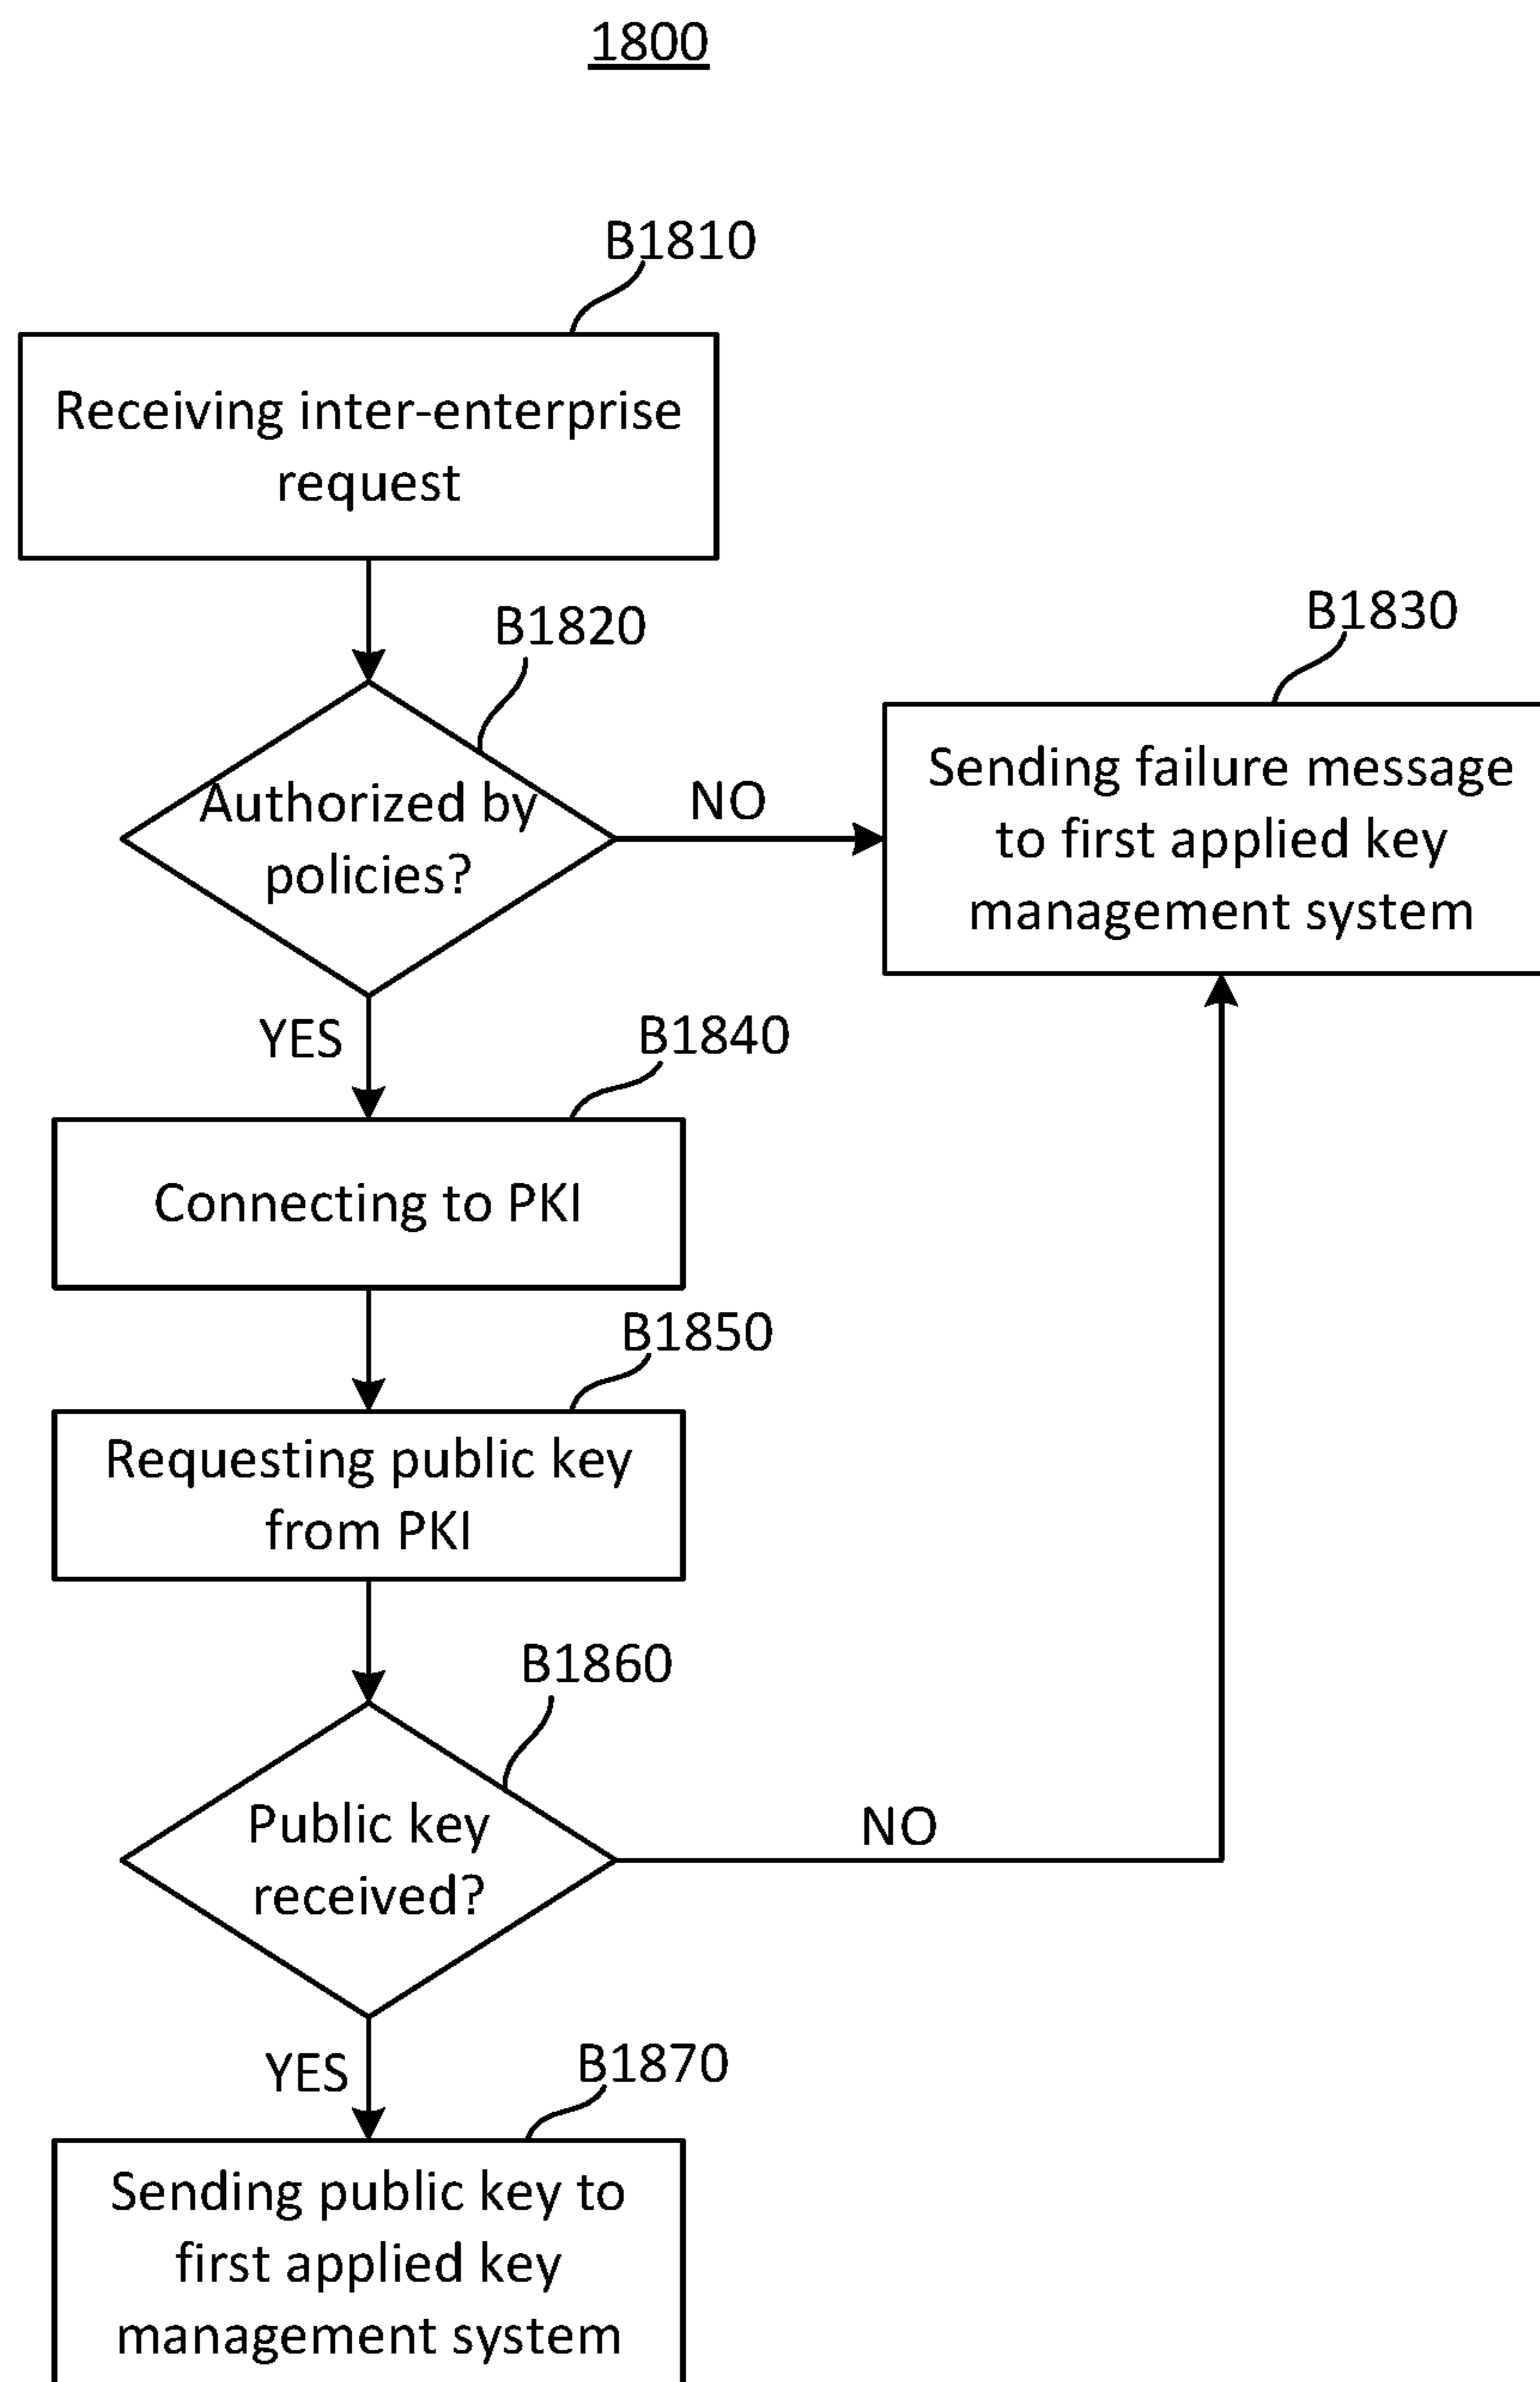 1800
B1810
Receiving inter-enterprise
request
B1820
Authorized by
policies?
NO
B1830
Sending failure message
to first applied key
management system
YES
B1840
Connecting to PKI
B1850
Requesting public key
from PKI
B1860
Public key
received?
NO
YES
B1870
Sending public key to
first applied key
management system